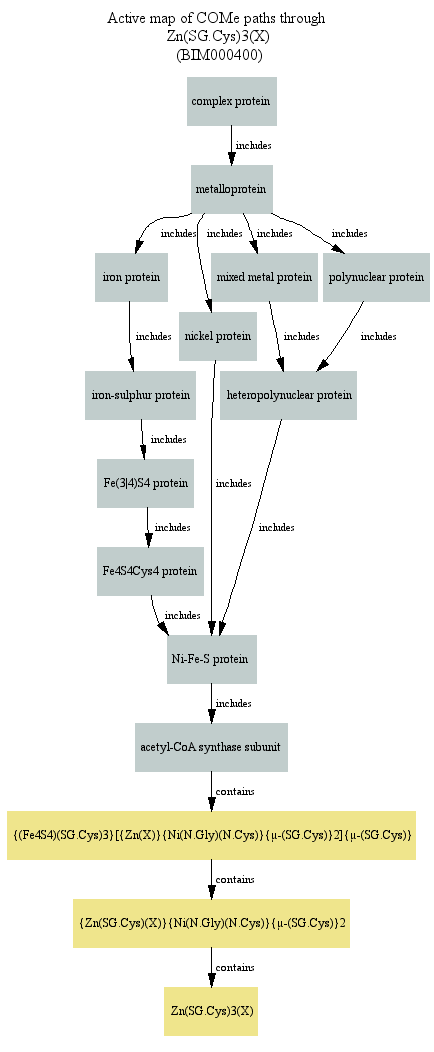 Active map of COMe paths through
Zn(SG.Cys)3(X)
(BIM000400)
complex protein
includes
metalloprotein
includes includes includes includes
iron protein mixed metal protein polynuclear protein
nickel protein
includes includes includes
iron-sulphur protein heteropolynuclear protein
includes
Fe(3|4)S4 protein
includes
includes includes
Fe4S4Cys4 protein
includes
Ni-Fe-S protein
includes
acetyl-CoA synthase subunit
contains
{(Fe4S4)(SG.Cys)3}[{Zn(X)}{Ni(N.Gly)(N.Cys)}{μ-(SG.Cys)}2]{μ-(SG.Cys)}
contains
{Zn(SG.Cys)(X)}{Ni(N.Gly)(N.Cys)}{μ-(SG.Cys)}2
contains
Zn(SG.Cys)3(X)